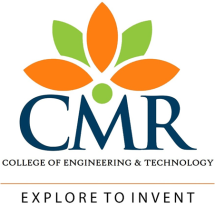 CMR
COLLEGE OF ENGINEERING & TECHNOLOGY
EXPLORE TO INVENT